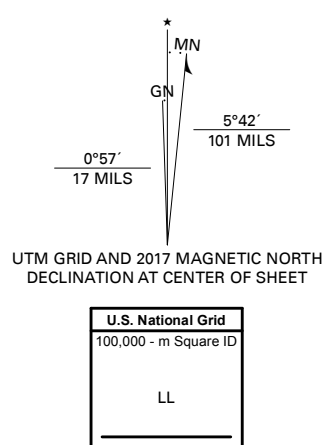 ★
MN
GN
5°42´
101 MILS
0°57´
17 MILS
UTM GRID AND 2017 MAGNETIC NORTH
DECLINATION AT CENTER OF SHEET
U.S. National Grid
100,000 - m Square ID
LL